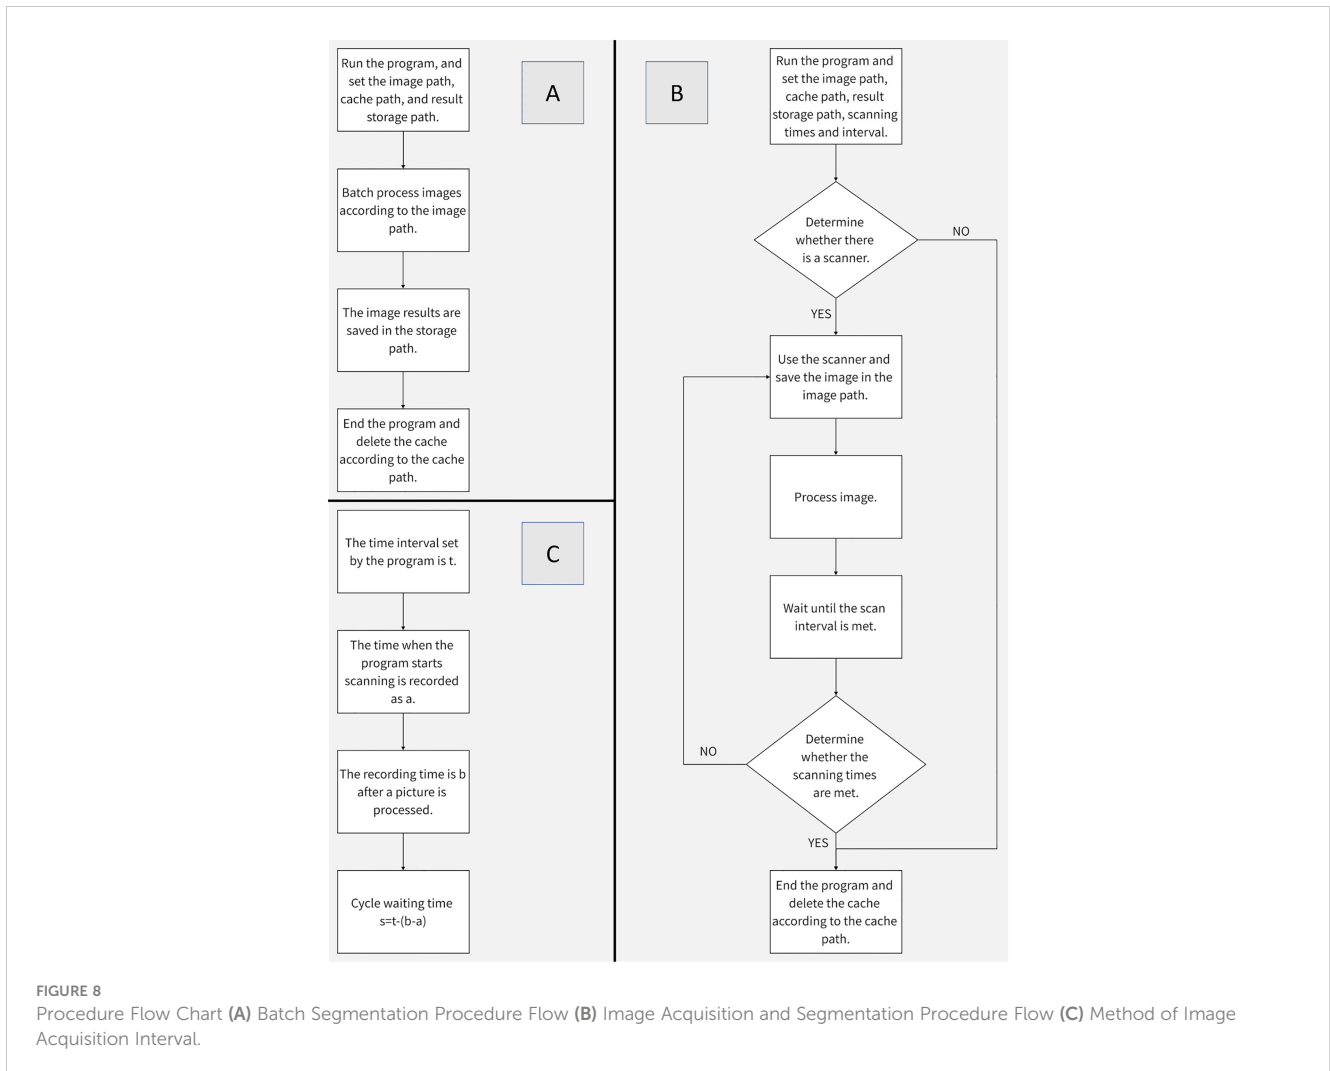 Run the program, and
set the image path,
cache path, and result
storage path.
A
Batch process images
according to the image
path.
The image results are
saved in the storage
path.
End the program and
delete the cache
according to the cache
path.
B
Run the program and
set the image path,
cache path, result
storage path, scanning
times and interval.
Determine
whether there
is a scanner.
NO
YES
Use the scanner and
save the image in the
image path.
Process image.
Wait until the scan
interval is met.
Determine
whether the
scanning times
are met.
NO
YES
End the program and
delete the cache
according to the cache
path.
C
The time interval set
by the program is t.
The time when the
program starts
scanning is recorded
as a.
The recording time is b
after a picture is
processed.
Cycle waiting time
s=t-(b-a)
FIGURE 8
Procedure Flow Chart (A) Batch Segmentation Procedure Flow (B) Image Acquisition and Segmentation Procedure Flow (C) Method of Image
Acquisition Interval.